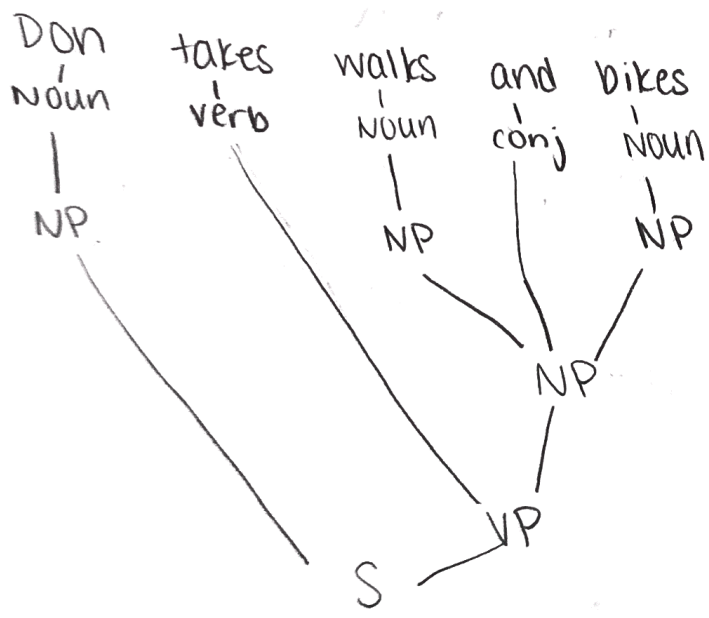 Don takes walks and bikes
Noun verb Noun conj Noun
NP NP NP
NP
VP
S